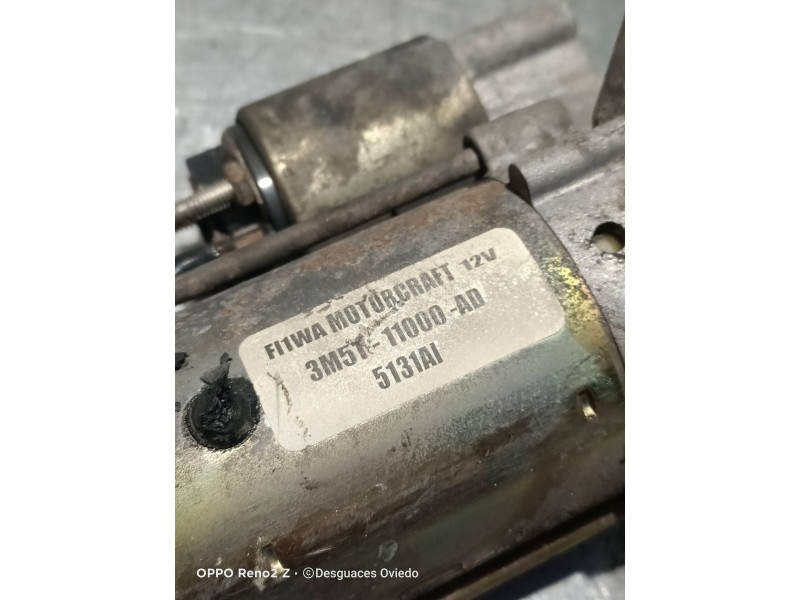 FI1WA MOTORCRAFT 12V
3M5T-11000-AD
5131AI
OPPO Reno2 Z · ©Desguaces Oviedo